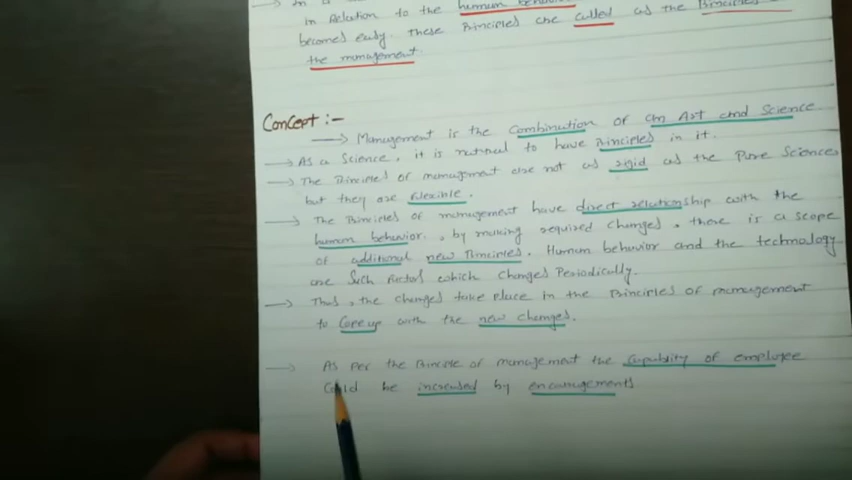 in Relation to the human behavior
becomes easy. These Principles are called as the Principles
the management.
Concept :-
→ Management is the Combination of an Art and Science
→ As a Science, it is natural to have Principles in it.
→ The Principles of management are not as rigid as the Pure Sciences
but they are flexible.
→ The Principles of management have direct relationship with the
human behavior, by making required changes, there is a scope
of additional new Principles. Human behavior and the technology
are Such factors which changes Periodically.
→ Thus, the changes take place in the Principles of management
to Cope up with the new changes.
→ As per the Principle of management the Capability of employee
Could be increased by encouragements